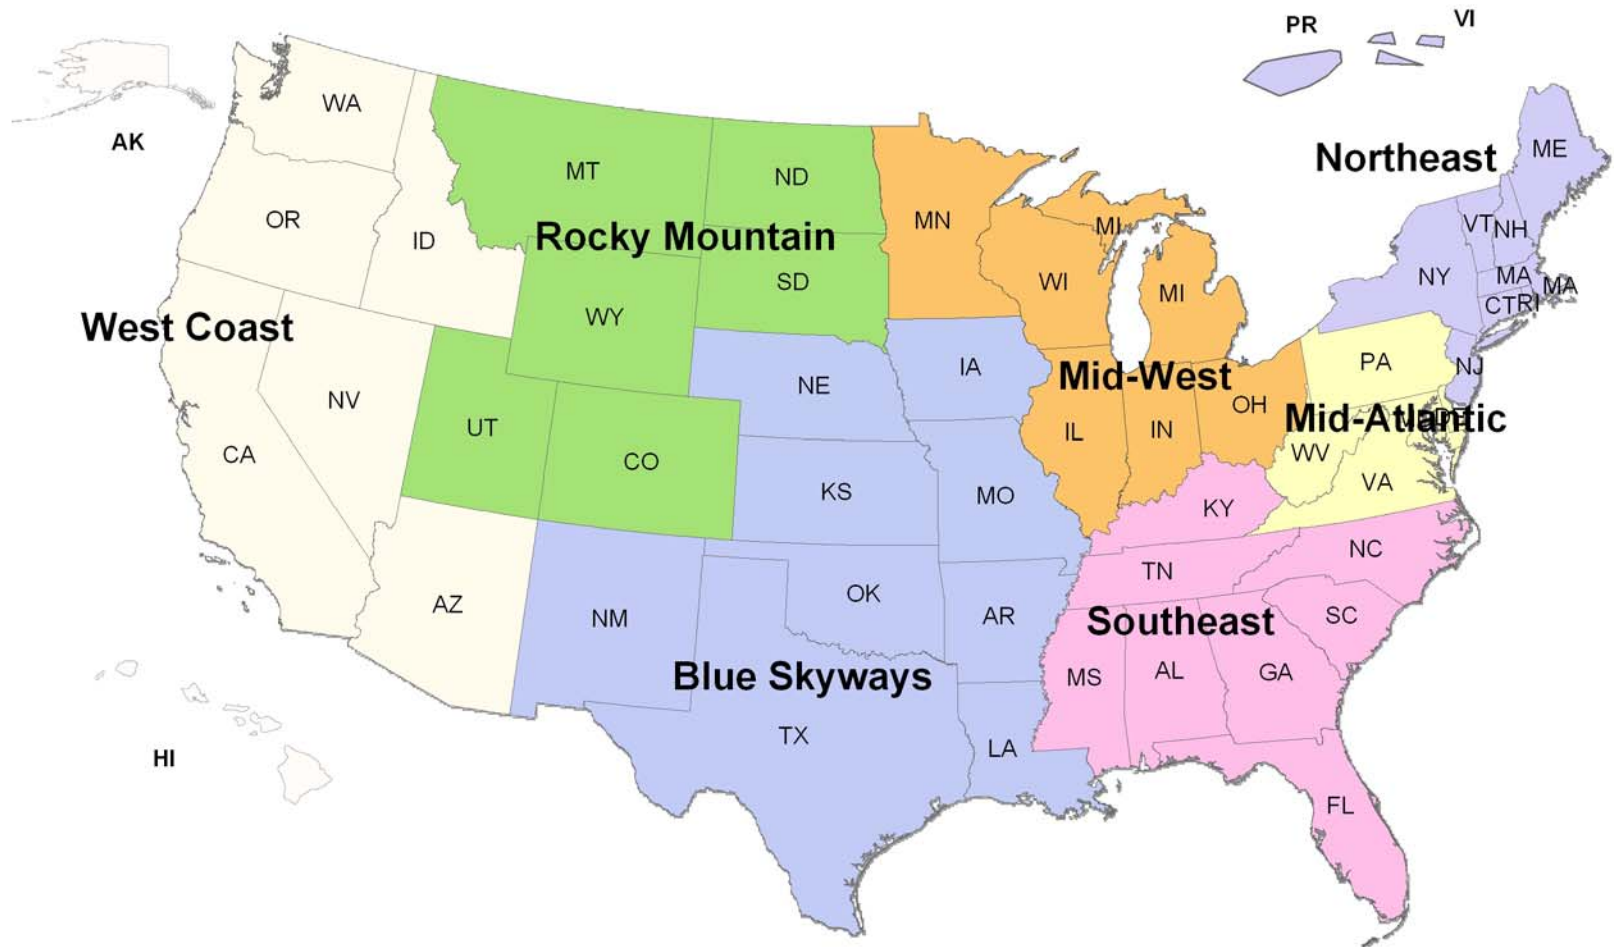 PR
VI
WA
AK
Northeast
ME
MT
ND
OR
MN
MI
VT
NH
ID
Rocky Mountain
NY
MA
MA
SD
WI
MI
CT
RI
West Coast
WY
IA
PA
NJ
NE
Mid-West
NV
UT
OH
Mid-Atlantic
CA
CO
IL
IN
WV
KS
MO
VA
KY
NC
TN
AZ
NM
OK
AR
SC
Southeast
Blue Skyways
MS
AL
GA
TX
LA
HI
FL